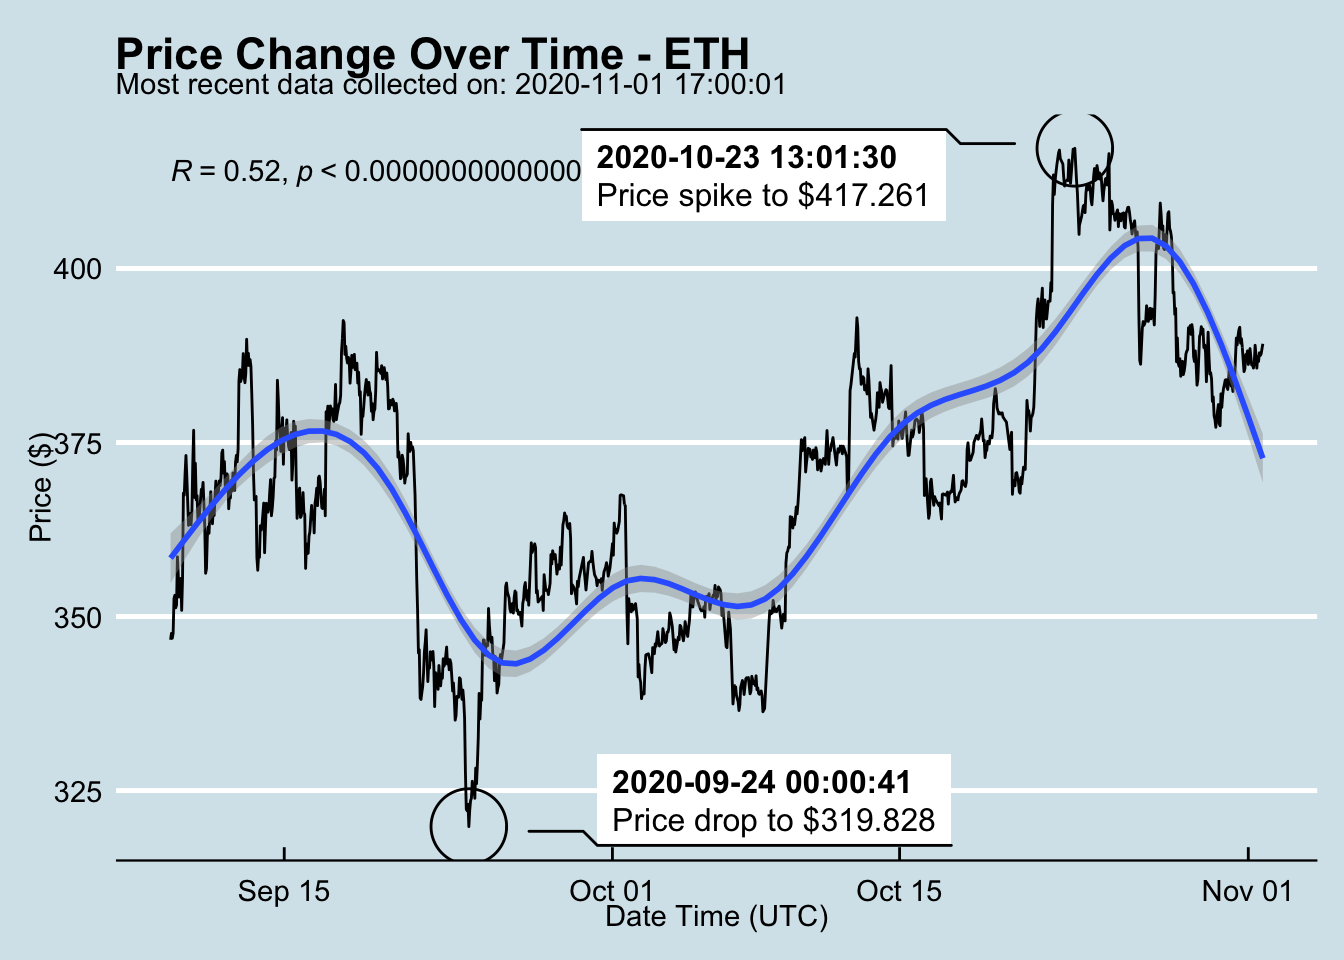 Price Change Over Time - ETH
Most recent data collected on: 2020-11-01 17:00:01
R = 0.52, p < 0.0000000000000
2020-10-23 13:01:30
Price spike to $417.261
400
375
350
325
Price ($)
2020-09-24 00:00:41
Price drop to $319.828
Sep 15
Oct 01
Oct 15
Nov 01
Date Time (UTC)